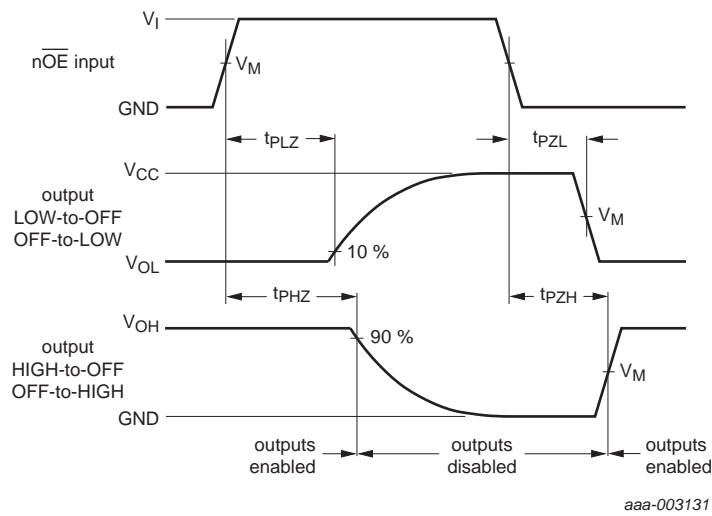 V_I
nO̅E̅ input
V_M
GND
t_PLZ
t_PZL
V_CC
output
LOW-to-OFF
OFF-to-LOW
V_M
10 %
V_OL
t_PHZ
t_PZH
V_OH
90 %
output
HIGH-to-OFF
OFF-to-HIGH
V_M
GND
outputs
enabled
outputs
disabled
outputs
enabled
aaa-003131